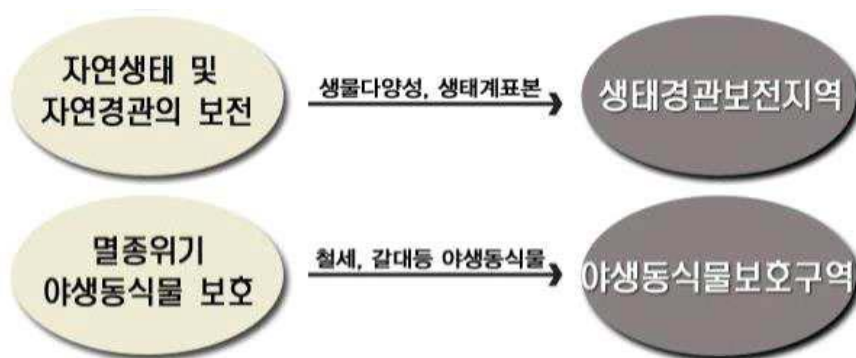 자연생태 및
자연경관의 보전
생물다양성, 생태계표본
생태경관보전지역
멸종위기
야생동식물 보호
철세, 갈대등 야생동식물
야생동식물보호구역